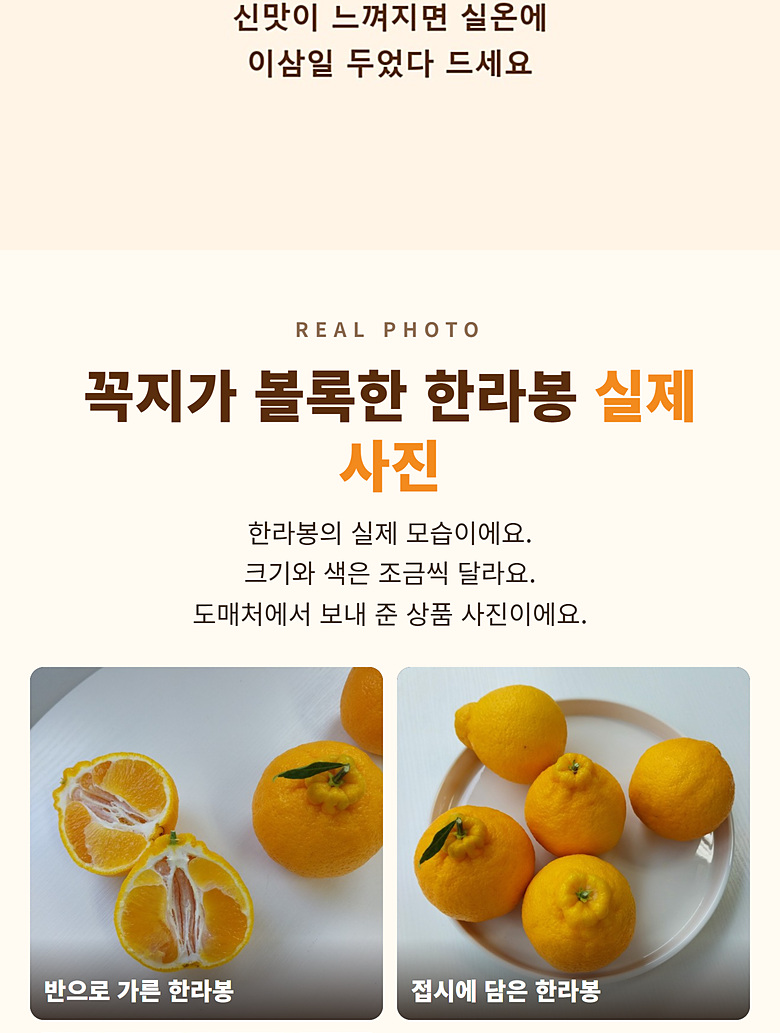 신맛이 느껴지면 실온에
이삼일 두었다 드세요
REAL PHOTO
꼭지가 볼록한 한라봉 실제
사진
한라봉의 실제 모습이에요.
크기와 색은 조금씩 달라요.
도매처에서 보내 준 상품 사진이에요.
반으로 가른 한라봉
접시에 담은 한라봉